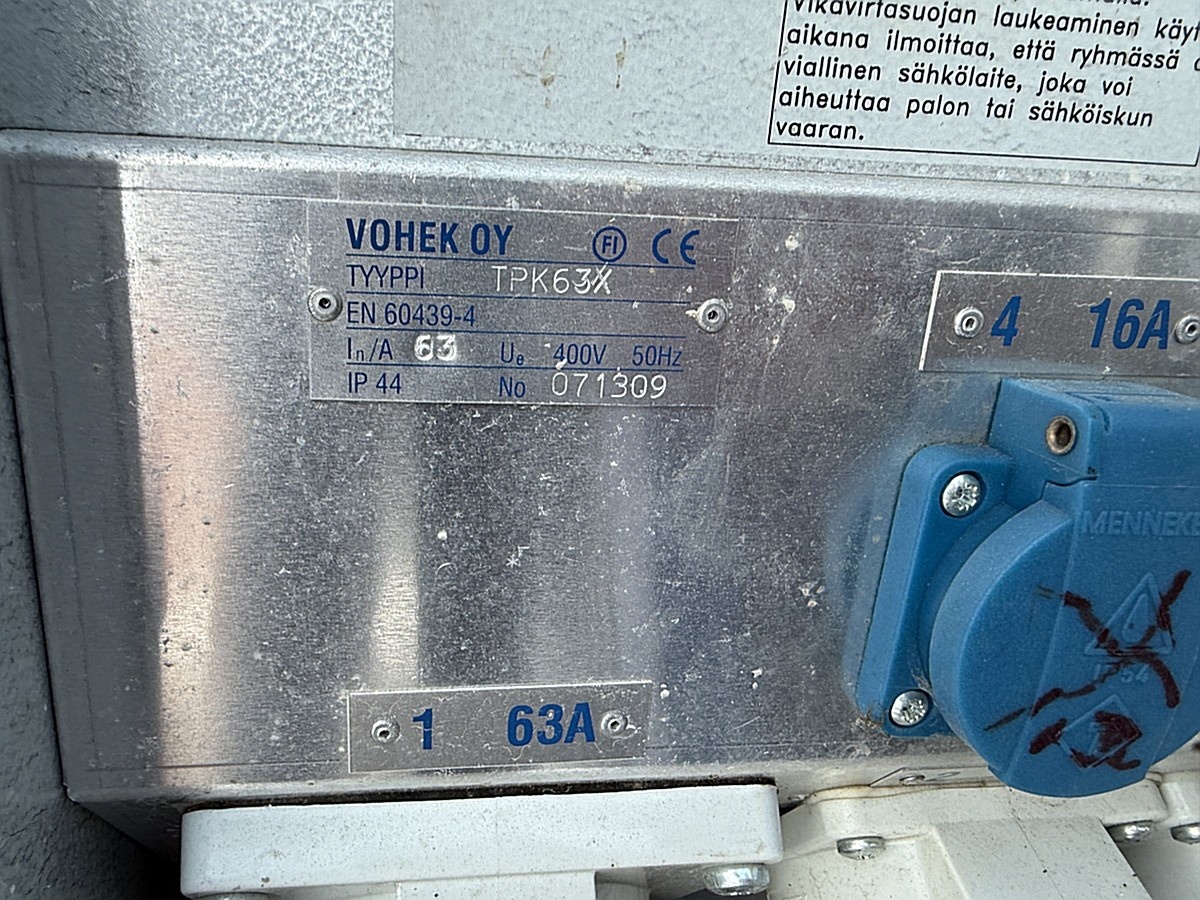 Vikavirtasuojan laukeaminen käyt
aikana ilmoittaa, että ryhmässä
viallinen sähkölaite, joka voi
aiheuttaa palon tai sähköiskun
vaaran.
VOHEK OY FI CE
TYYPPI TPK63X
EN 60439-4
In/A 63 Ue 400V 50Hz
IP 44 No 071309
4 16A
MENNEKE
IP54
1 63A